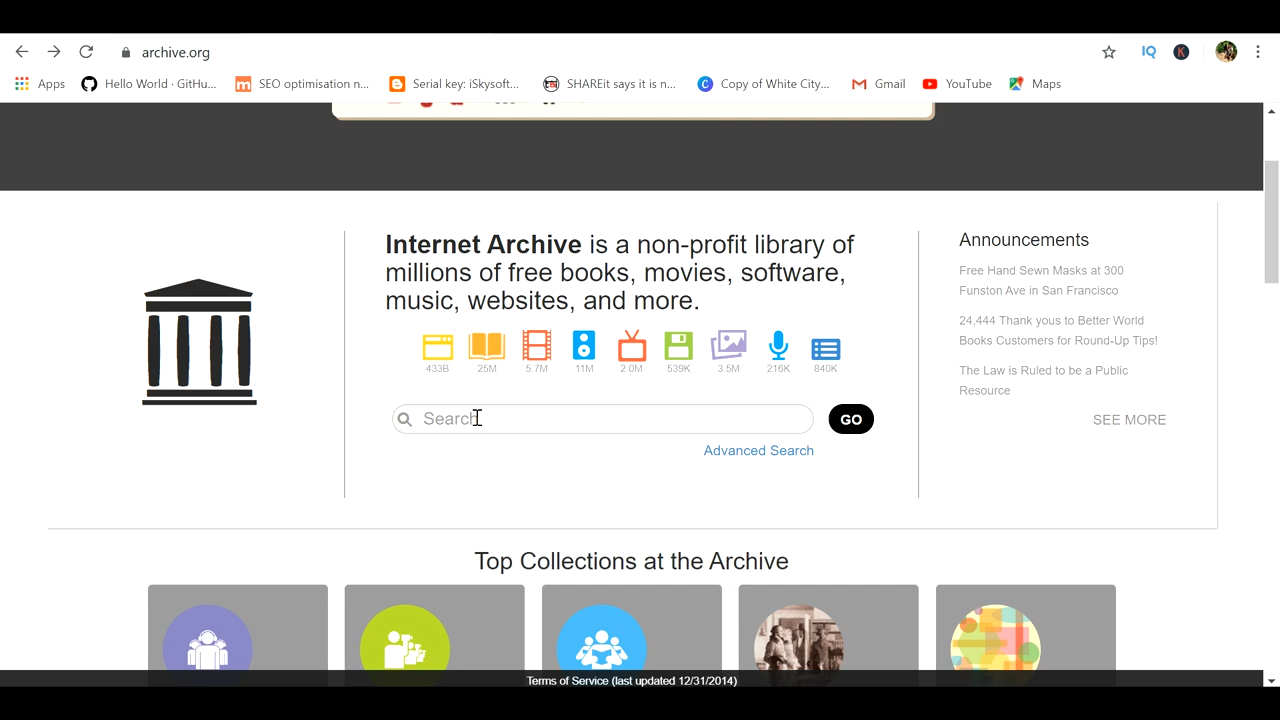 archive.org
IQ
K
Apps
Hello World · GitHu...
SEO optimisation n...
Serial key: iSkysoft...
SHAREit says it is n...
Copy of White City...
Gmail
YouTube
Maps
Internet Archive is a non-profit library of
millions of free books, movies, software,
music, websites, and more.
433B
25M
5.7M
11M
2.0M
539K
3.5M
216K
840K
Search
GO
Advanced Search
Announcements
Free Hand Sewn Masks at 300
Funston Ave in San Francisco
24,444 Thank yous to Better World
Books Customers for Round-Up Tips!
The Law is Ruled to be a Public
Resource
SEE MORE
Top Collections at the Archive
Terms of Service (last updated 12/31/2014)